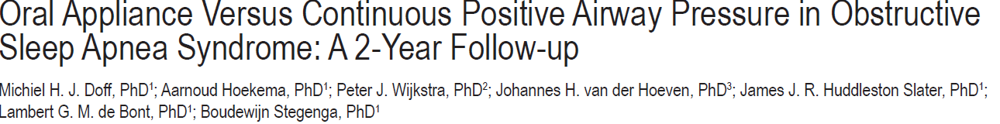 Oral Appliance Versus Continuous Positive Airway Pressure in Obstructive
Sleep Apnea Syndrome: A 2-Year Follow-up
Michiel H. J. Doff, PhD¹; Aarnoud Hoekema, PhD¹; Peter J. Wijkstra, PhD²; Johannes H. van der Hoeven, PhD³; James J. R. Huddleston Slater, PhD¹;
Lambert G. M. de Bont, PhD¹; Boudewijn Stegenga, PhD¹